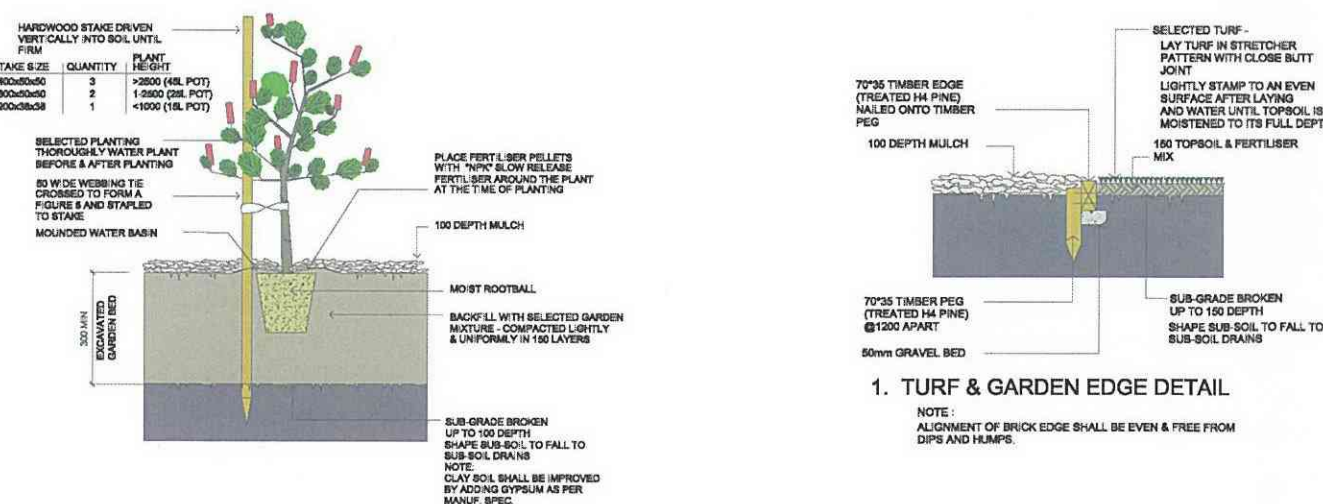 HARDWOOD STAKE DRIVEN
VERTICALLY INTO SOIL UNTIL
FIRM
TAKE SIZE QUANTITY PLANT HEIGHT
3 >2500 (45L POT)
2 1-2500 (25L POT)
200x38x38 1 <1000 (15L POT)
SELECTED PLANTING
THOROUGHLY WATER PLANT
BEFORE & AFTER PLANTING
50 WIDE WEBBING TIE
CROSSED TO FORM A
FIGURE 8 AND STAPLED
TO STAKE
MOUNDED WATER BASIN
300 MIN
EXCAVATED
GARDEN BED
PLACE FERTILISER PELLETS
WITH "NPK" SLOW RELEASE
FERTILISER AROUND THE PLANT
AT THE TIME OF PLANTING
100 DEPTH MULCH
MOIST ROOTBALL
BACKFILL WITH SELECTED GARDEN
MIXTURE - COMPACTED LIGHTLY
& UNIFORMLY IN 150 LAYERS
SUB-GRADE BROKEN
UP TO 100 DEPTH
SHAPE SUB-SOIL TO FALL TO
SUB-SOIL DRAINS
NOTE:
CLAY SOIL SHALL BE IMPROVED
BY ADDING GYPSUM AS PER
MANUF. SPEC.
70*35 TIMBER EDGE
(TREATED H4 PINE)
NAILED ONTO TIMBER
PEG
100 DEPTH MULCH
SELECTED TURF -
LAY TURF IN STRETCHER
PATTERN WITH CLOSE BUTT
JOINT
LIGHTLY STAMP TO AN EVEN
SURFACE AFTER LAYING
AND WATER UNTIL TOPSOIL IS
MOISTENED TO ITS FULL DEPT
150 TOPSOIL & FERTILISER
MIX
70*35 TIMBER PEG
(TREATED H4 PINE)
@1200 APART
50mm GRAVEL BED
SUB-GRADE BROKEN
UP TO 150 DEPTH
SHAPE SUB-SOIL TO FALL TO
SUB-SOIL DRAINS
1. TURF & GARDEN EDGE DETAIL
NOTE :
ALIGNMENT OF BRICK EDGE SHALL BE EVEN & FREE FROM
DIPS AND HUMPS.